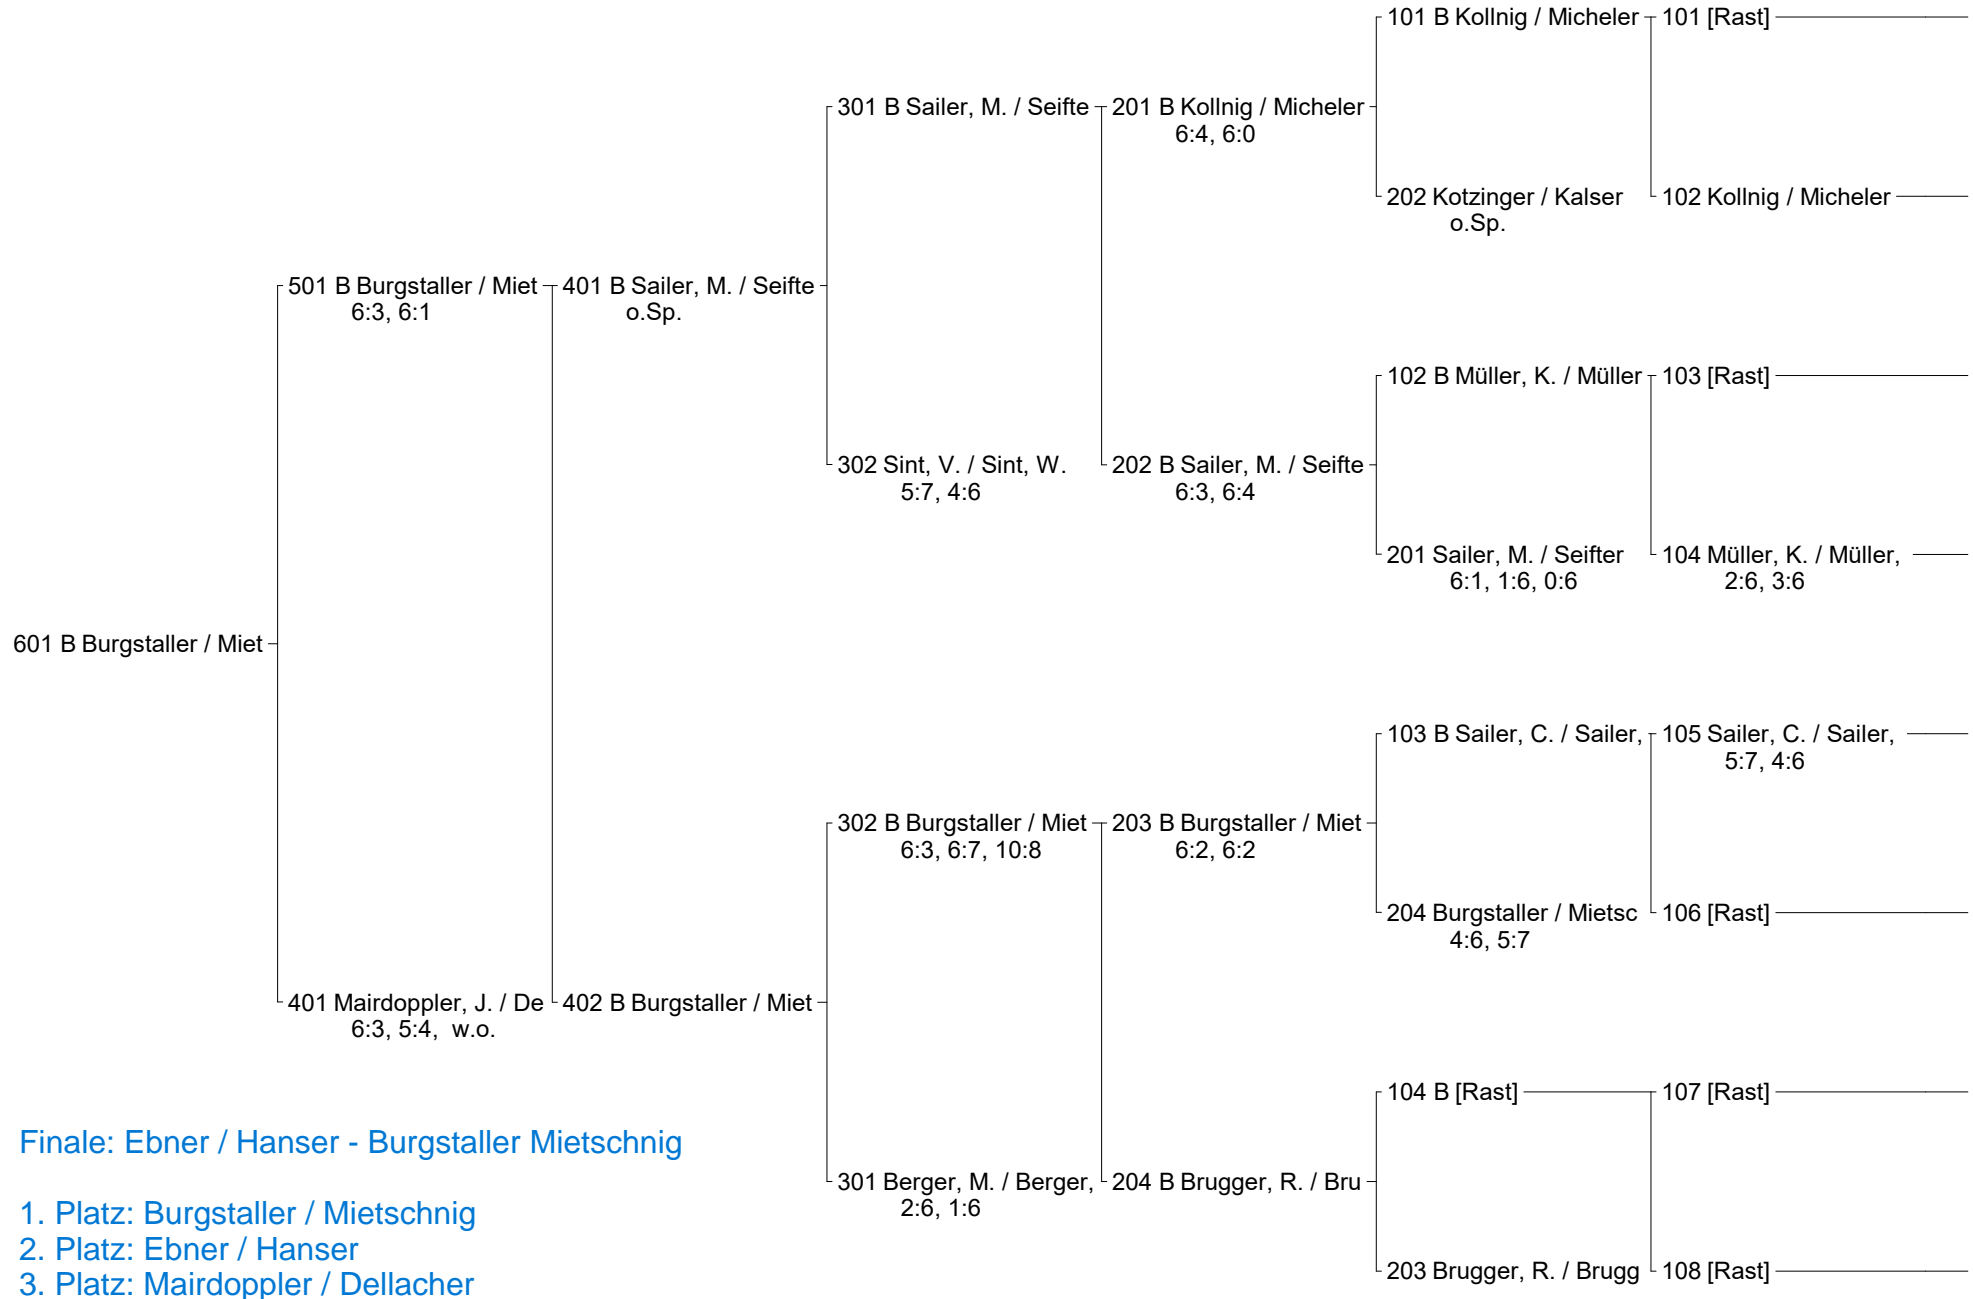 101 B Kollnig / Micheler
101 [Rast]
301 B Sailer, M. / Seifte
201 B Kollnig / Micheler
6:4, 6:0
202 Kotzinger / Kalser
o.Sp.
102 Kollnig / Micheler
501 B Burgstaller / Miet
6:3, 6:1
401 B Sailer, M. / Seifte
o.Sp.
102 B Müller, K. / Müller
103 [Rast]
302 Sint, V. / Sint, W.
5:7, 4:6
202 B Sailer, M. / Seifte
6:3, 6:4
201 Sailer, M. / Seifter
6:1, 1:6, 0:6
104 Müller, K. / Müller,
2:6, 3:6
601 B Burgstaller / Miet
103 B Sailer, C. / Sailer,
105 Sailer, C. / Sailer,
5:7, 4:6
302 B Burgstaller / Miet
6:3, 6:7, 10:8
203 B Burgstaller / Miet
6:2, 6:2
204 Burgstaller / Mietsc
4:6, 5:7
106 [Rast]
401 Mairdoppler, J. / De
6:3, 5:4, w.o.
402 B Burgstaller / Miet
104 B [Rast]
107 [Rast]
301 Berger, M. / Berger,
2:6, 1:6
204 B Brugger, R. / Bru
203 Brugger, R. / Brugg
108 [Rast]
Finale: Ebner / Hanser - Burgstaller Mietschnig
1. Platz: Burgstaller / Mietschnig
2. Platz: Ebner / Hanser
3. Platz: Mairdoppler / Dellacher